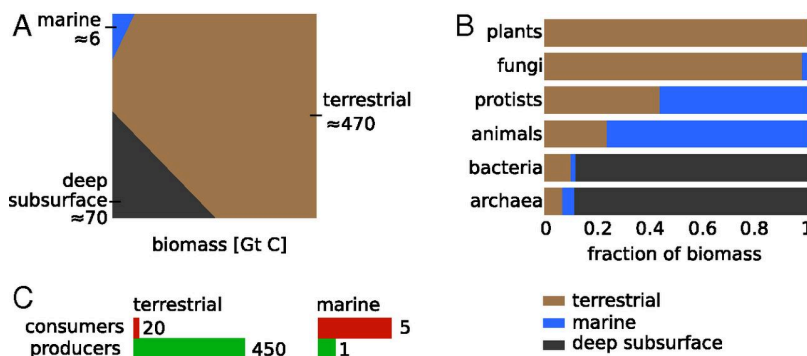 A
marine
≈6
terrestrial
≈470
deep
subsurface
≈70
biomass [Gt C]
B
plants
fungi
protists
animals
bacteria
archaea
0 0.2 0.4 0.6 0.8 1
fraction of biomass
C
terrestrial marine
consumers 20 5
producers 450 1
terrestrial
marine
deep subsurface